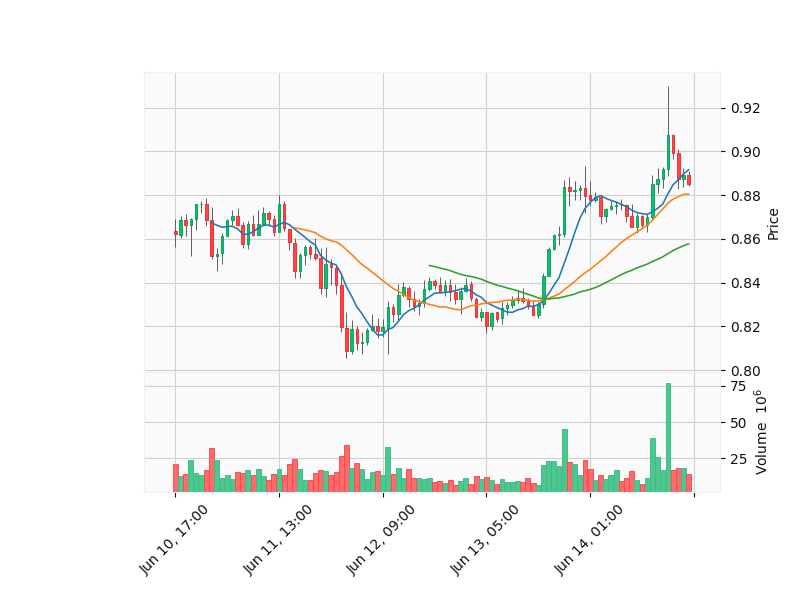 0.92
0.90
0.88
0.86
0.84
0.82
0.80
Price
75
50
25
Volume 10^6
Jun 10, 17:00
Jun 11, 13:00
Jun 12, 09:00
Jun 13, 05:00
Jun 14, 01:00